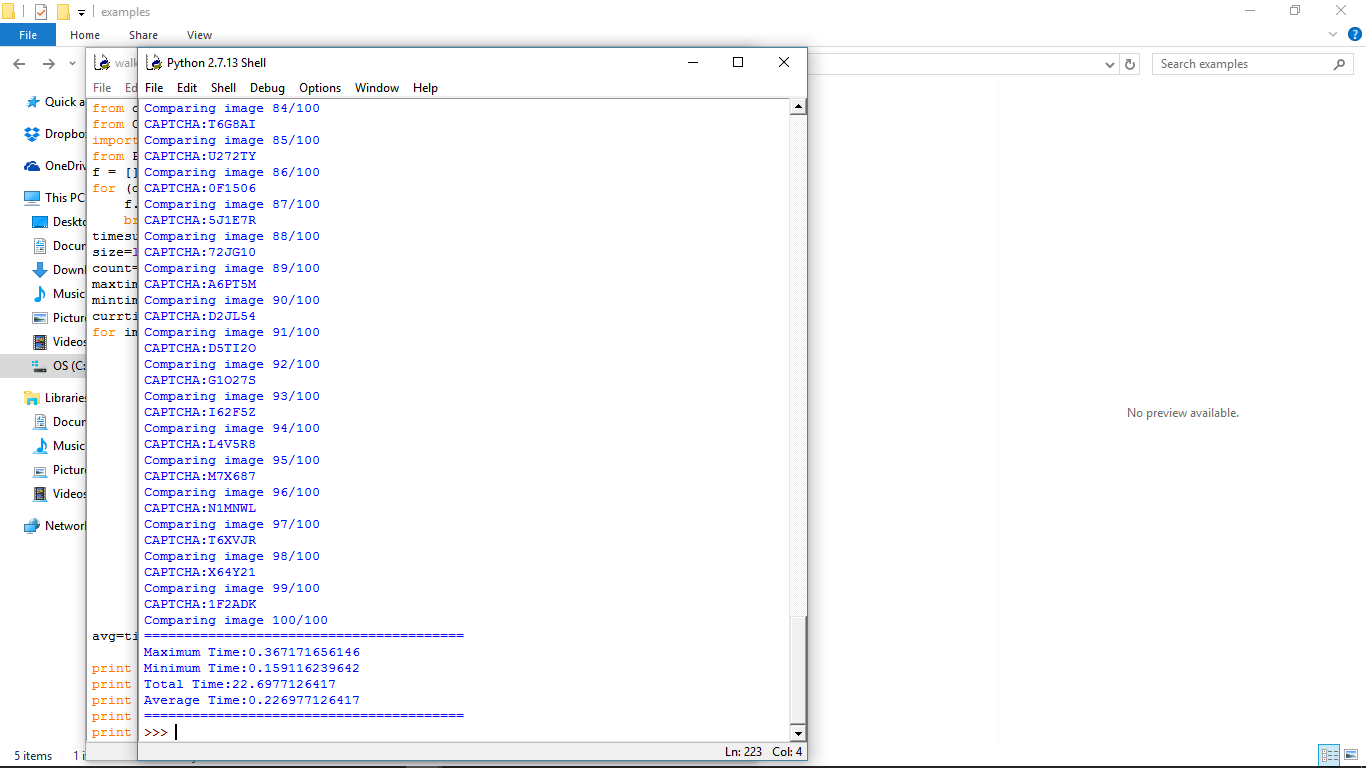 examples
File Home Share View
Search examples
Quick a
Dropbo
OneDriv
This PC
Deskto
Docur
Downl
Music
Picture
Videos
OS (C:
Libraries
Docur
Music
Picture
Videos
Networ
5 items
walk
File Ed
from
from
import
from
f = []
for (
f.
br
timesu
size=
count=
maxtim
mintim
currti
for im
avg=ti
print
print
print
print
print
Python 2.7.13 Shell
File Edit Shell Debug Options Window Help
Comparing image 84/100
CAPTCHA:T6G8AI
Comparing image 85/100
CAPTCHA:U272TY
Comparing image 86/100
CAPTCHA:0F1506
Comparing image 87/100
CAPTCHA:5J1E7R
Comparing image 88/100
CAPTCHA:72JG10
Comparing image 89/100
CAPTCHA:A6PT5M
Comparing image 90/100
CAPTCHA:D2JL54
Comparing image 91/100
CAPTCHA:D5TI2O
Comparing image 92/100
CAPTCHA:G1O27S
Comparing image 93/100
CAPTCHA:I62F5Z
Comparing image 94/100
CAPTCHA:L4V5R8
Comparing image 95/100
CAPTCHA:M7X687
Comparing image 96/100
CAPTCHA:N1MNWL
Comparing image 97/100
CAPTCHA:T6XVJR
Comparing image 98/100
CAPTCHA:X64Y21
Comparing image 99/100
CAPTCHA:1F2ADK
Comparing image 100/100
========================================
Maximum Time:0.367171656146
Minimum Time:0.159116239642
Total Time:22.6977126417
Average Time:0.226977126417
========================================
>>>
Ln: 223 Col: 4
No preview available.